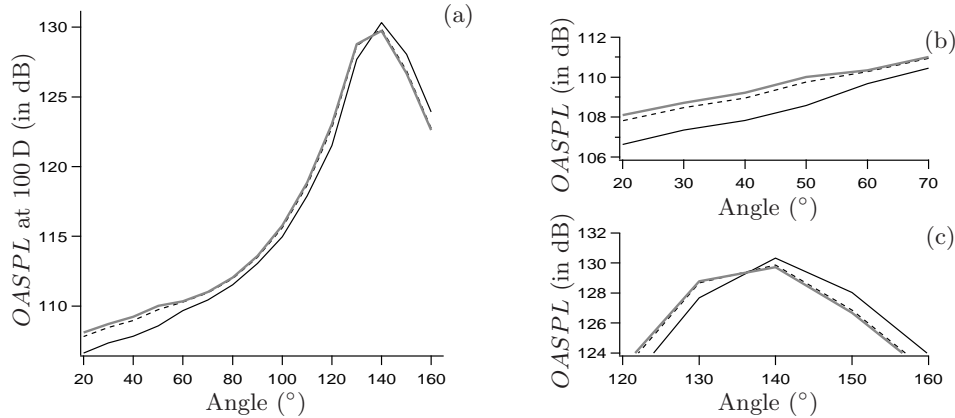 (a)
OASPL at 100 D (in dB)
130
125
120
115
110
20 40 60 80 100 120 140 160
Angle (°)
(b)
OASPL (in dB)
112
110
108
106
20 30 40 50 60 70
Angle (°)
(c)
OASPL (in dB)
132
130
128
126
124
120 130 140 150 160
Angle (°)